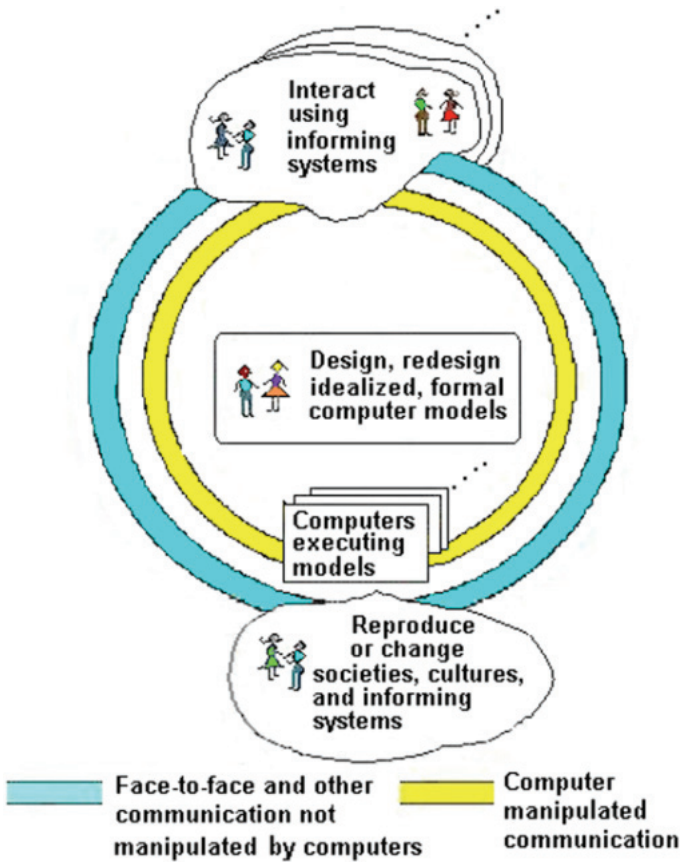 Interact
using
informing
systems
Design, redesign
idealized, formal
computer models
Computers
executing
models
Reproduce
or change
societies, cultures,
and informing
systems
Face-to-face and other
communication not
manipulated by computers
Computer
manipulated
communication